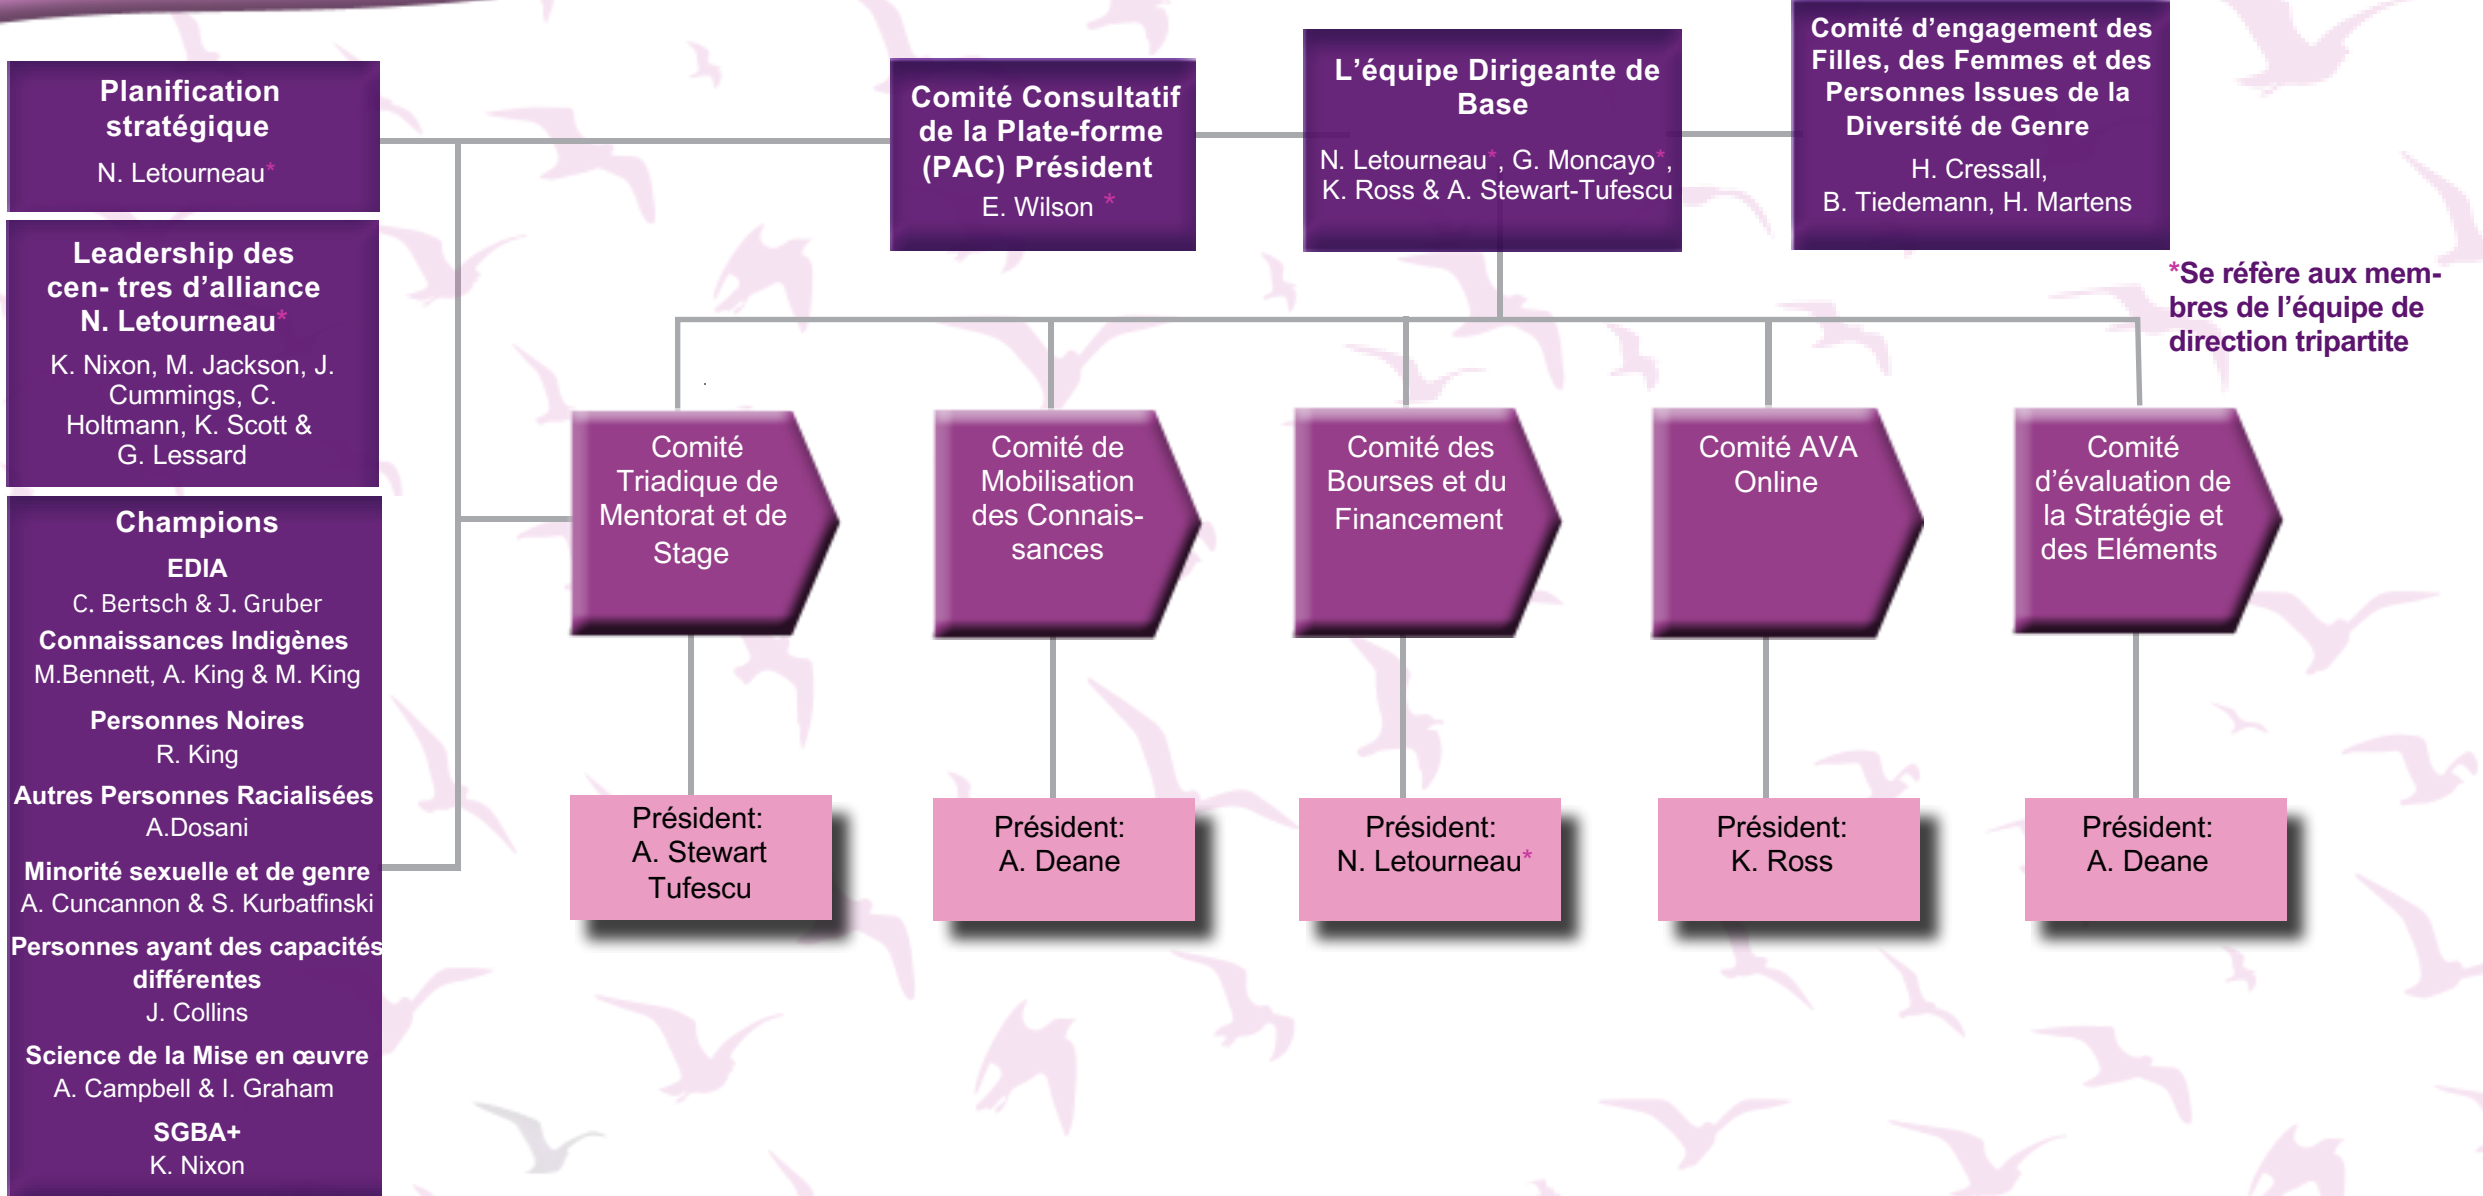 Planification
stratégique
N. Letourneau*
Leadership des
cen- tres d’alliance
N. Letourneau*
K. Nixon, M. Jackson, J.
Cummings, C.
Holtmann, K. Scott &
G. Lessard
Champions
EDIA
C. Bertsch & J. Gruber
Connaissances Indigènes
M.Bennett, A. King & M. King
Personnes Noires
R. King
Autres Personnes Racialisées
A.Dosani
Minorité sexuelle et de genre
A. Cuncannon & S. Kurbatfinski
Personnes ayant des capacités
différentes
J. Collins
Science de la Mise en œuvre
A. Campbell & I. Graham
SGBA+
K. Nixon
Comité Consultatif
de la Plate-forme
(PAC) Président
E. Wilson *
L’équipe Dirigeante de
Base
N. Letourneau*, G. Moncayo*,
K. Ross & A. Stewart-Tufescu
Comité d’engagement des
Filles, des Femmes et des
Personnes Issues de la
Diversité de Genre
H. Cressall,
B. Tiedemann, H. Martens
*Se réfère aux mem-
bres de l’équipe de
direction tripartite
Comité
Triadique de
Mentorat et de
Stage
Comité de
Mobilisation
des Connais-
sances
Comité des
Bourses et du
Financement
Comité AVA
Online
Comité
d’évaluation de
la Stratégie et
des Eléments
Président:
A. Stewart
Tufescu
Président:
A. Deane
Président:
N. Letourneau*
Président:
K. Ross
Président:
A. Deane